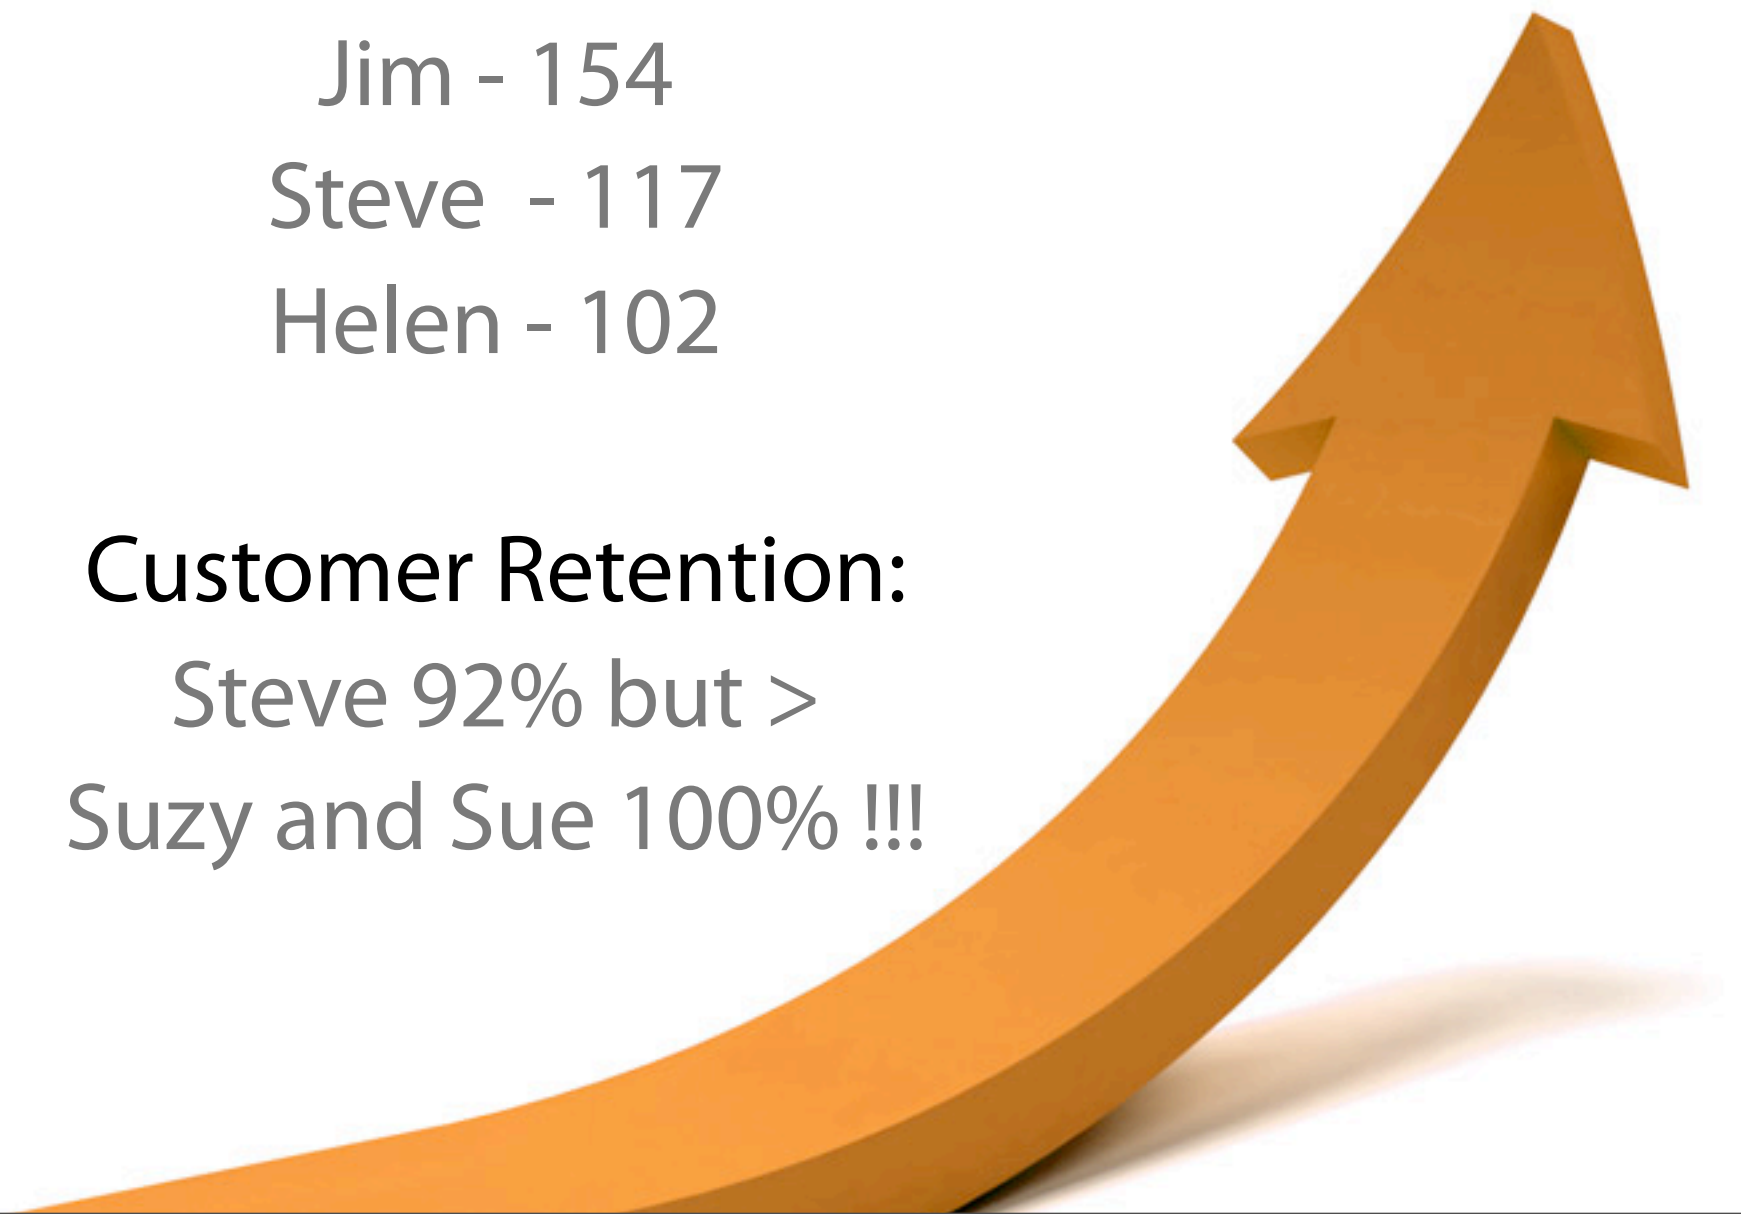 Jim - 154
Steve  - 117
Helen - 102
Customer Retention:
Steve 92% but >
Suzy and Sue 100% !!!